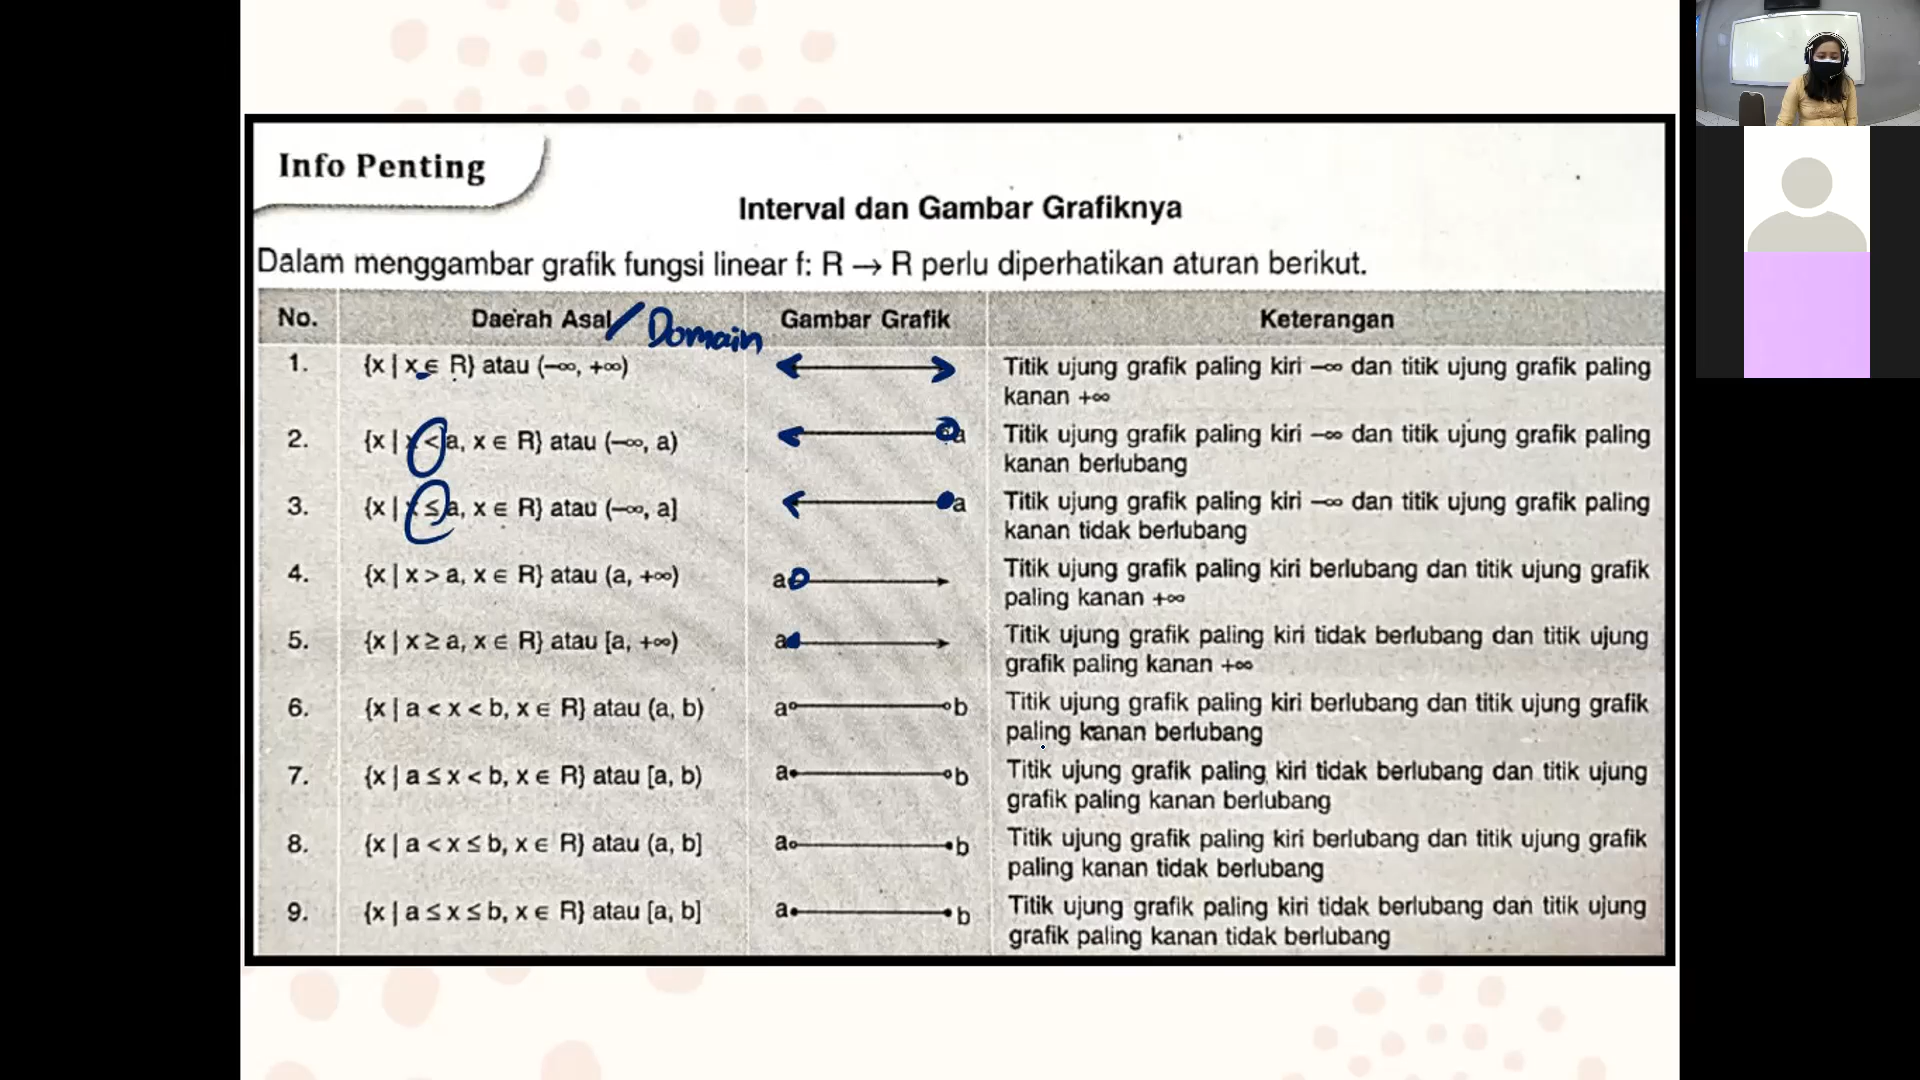 Info Penting
Interval dan Gambar Grafiknya
Dalam menggambar grafik fungsi linear f: R → R perlu diperhatikan aturan berikut.
No. Daerah Asal / Domain Gambar Grafik Keterangan
1. {x | x ∈ R} atau (–∞, +∞) Titik ujung grafik paling kiri –∞ dan titik ujung grafik paling
kanan +∞
2. {x | x < a, x ∈ R} atau (–∞, a) a Titik ujung grafik paling kiri –∞ dan titik ujung grafik paling
kanan berlubang
3. {x | x ≤ a, x ∈ R} atau (–∞, a] a Titik ujung grafik paling kiri –∞ dan titik ujung grafik paling
kanan tidak berlubang
4. {x | x > a, x ∈ R} atau (a, +∞) a Titik ujung grafik paling kiri berlubang dan titik ujung grafik
paling kanan +∞
5. {x | x ≥ a, x ∈ R} atau [a, +∞) a Titik ujung grafik paling kiri tidak berlubang dan titik ujung
grafik paling kanan +∞
6. {x | a < x < b, x ∈ R} atau (a, b) a b Titik ujung grafik paling kiri berlubang dan titik ujung grafik
paling kanan berlubang
7. {x | a ≤ x < b, x ∈ R} atau [a, b) a b Titik ujung grafik paling kiri tidak berlubang dan titik ujung
grafik paling kanan berlubang
8. {x | a < x ≤ b, x ∈ R} atau (a, b] a b Titik ujung grafik paling kiri berlubang dan titik ujung grafik
paling kanan tidak berlubang
9. {x | a ≤ x ≤ b, x ∈ R} atau [a, b] a b Titik ujung grafik paling kiri tidak berlubang dan titik ujung
grafik paling kanan tidak berlubang